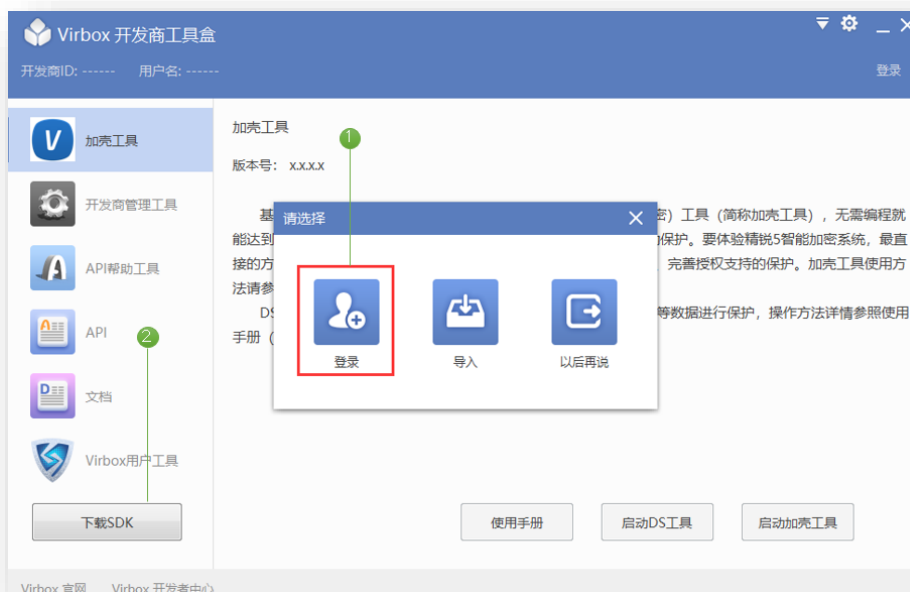 Virbox 开发商工具盒
开发商ID: ------ 用户名: ------
登录
加壳工具
开发商管理工具
API帮助工具
API
文档
Virbox用户工具
下载SDK
加壳工具
1
版本号： x.x.x.x
基
密）工具（简称加壳工具），无需编程就
能达到
保护。要体验精锐5智能加密系统，最直
接的方
完善授权支持的保护。加壳工具使用方
法请参
DS
等数据进行保护，操作方法详情参照使用
手册（
请选择
登录
导入
以后再说
2
使用手册
启动DS工具
启动加壳工具
Virbox 官网 Virbox 开发者中心